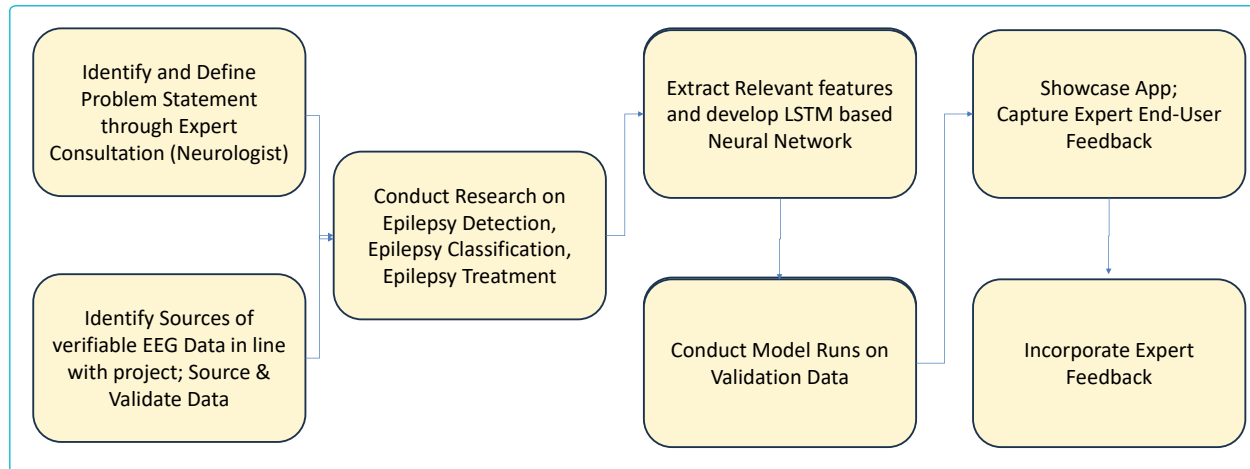 Identify and Define
Problem Statement
through Expert
Consultation (Neurologist)
Identify Sources of
verifiable EEG Data in line
with project; Source &
Validate Data
Conduct Research on
Epilepsy Detection,
Epilepsy Classification,
Epilepsy Treatment
Extract Relevant features
and develop LSTM based
Neural Network
Conduct Model Runs on
Validation Data
Showcase App;
Capture Expert End-User
Feedback
Incorporate Expert
Feedback